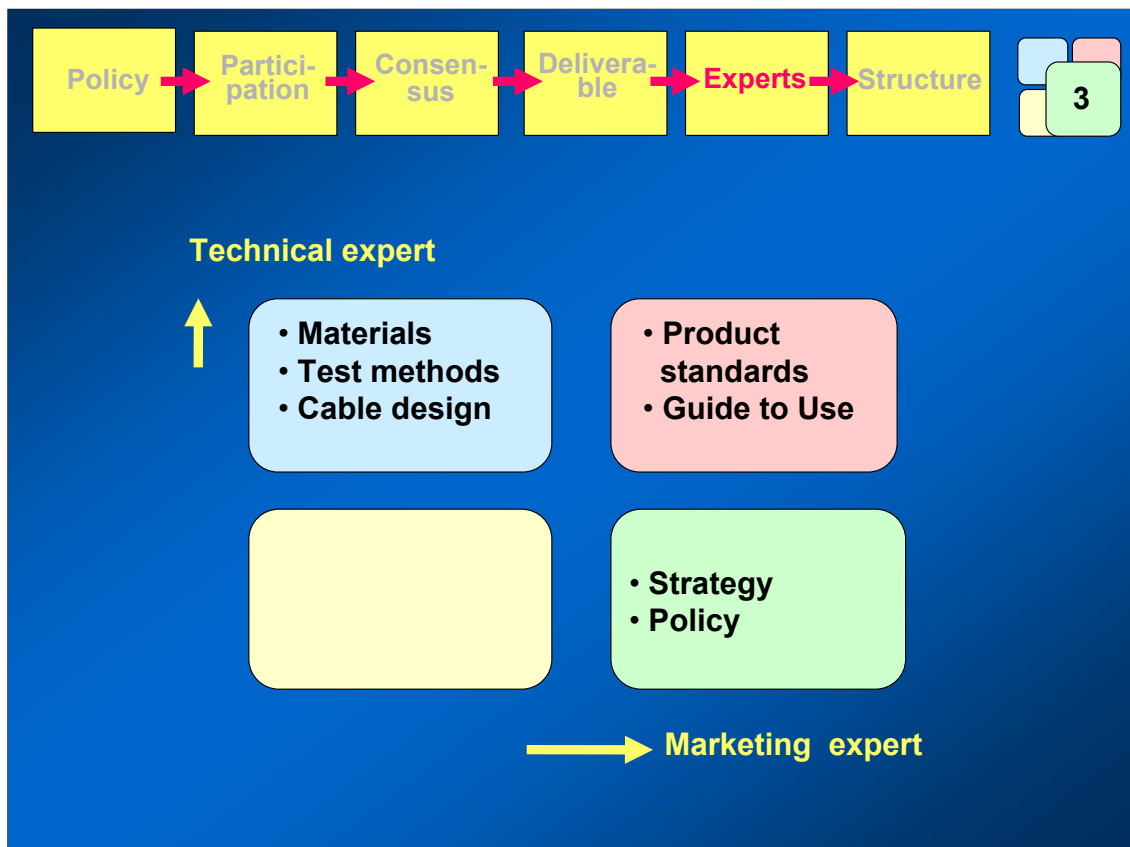 Policy
Partici-
pation
Consen-
sus
Delivera-
ble
Experts
Structure
3
Technical expert
• Materials
• Test methods
• Cable design
• Product
standards
• Guide to Use
• Strategy
• Policy
Marketing expert